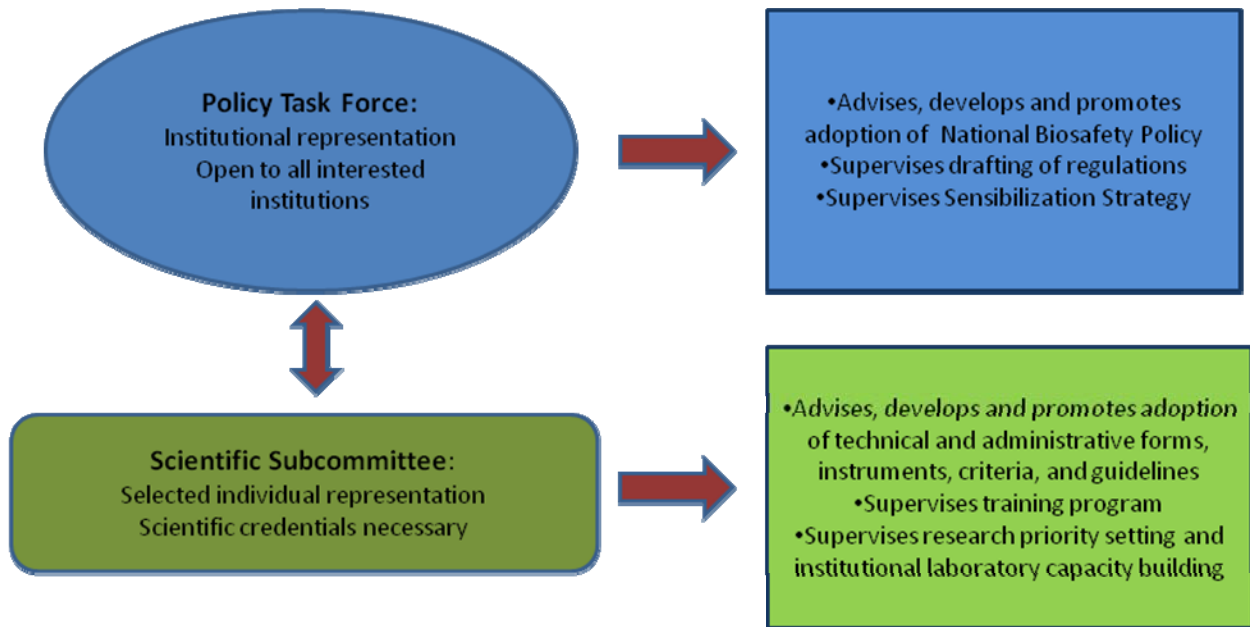 Policy Task Force:
Institutional representation
Open to all interested
institutions
•Advises, develops and promotes
adoption of National Biosafety Policy
•Supervises drafting of regulations
•Supervises Sensibilization Strategy
Scientific Subcommittee:
Selected individual representation
Scientific credentials necessary
•Advises, develops and promotes adoption
of technical and administrative forms,
instruments, criteria, and guidelines
•Supervises training program
•Supervises research priority setting and
institutional laboratory capacity building